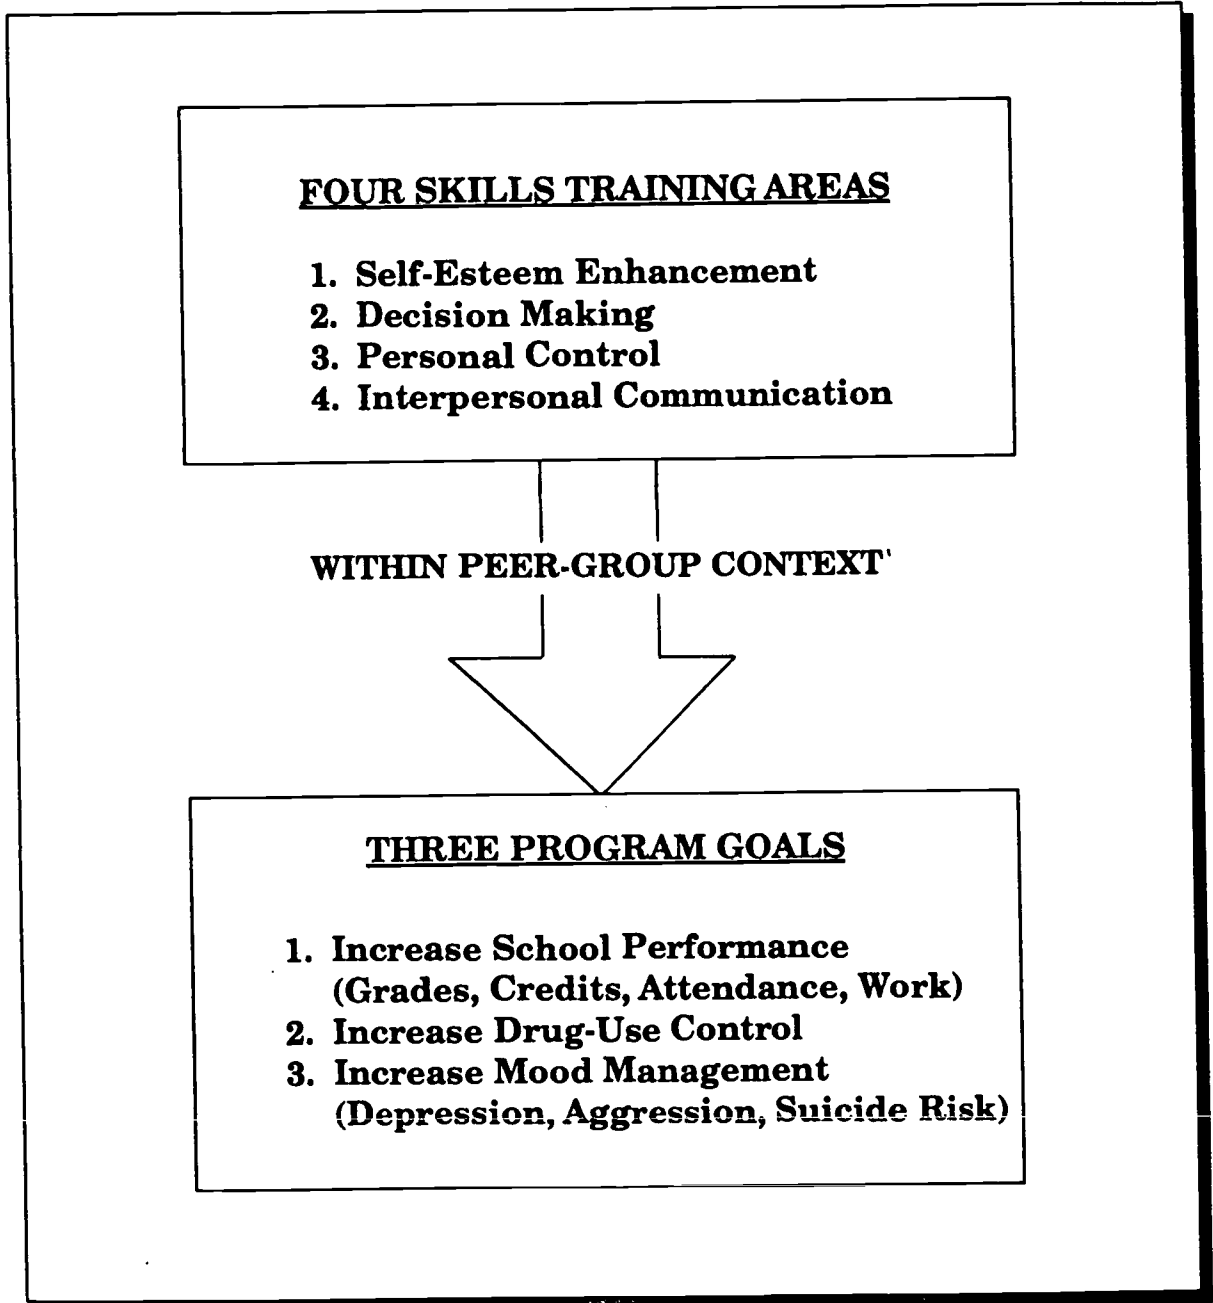 FOUR SKILLS TRAINING AREAS
1. Self-Esteem Enhancement
2. Decision Making
3. Personal Control
4. Interpersonal Communication
WITHIN PEER-GROUP CONTEXT
THREE PROGRAM GOALS
1. Increase School Performance
(Grades, Credits, Attendance, Work)
2. Increase Drug-Use Control
3. Increase Mood Management
(Depression, Aggression, Suicide Risk)